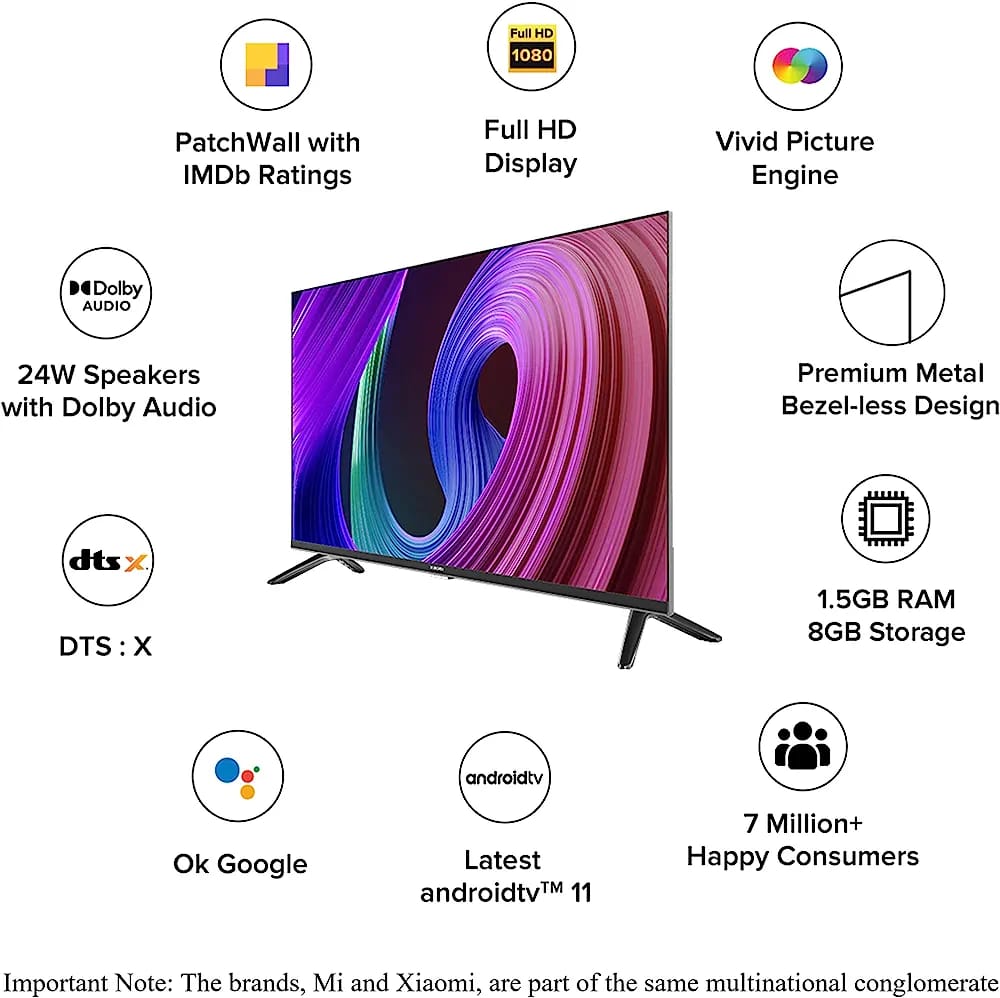 Full HD
1080
PatchWall with
IMDb Ratings
Full HD
Display
Vivid Picture
Engine
Dolby
AUDIO
24W Speakers
with Dolby Audio
Premium Metal
Bezel-less Design
dts X
DTS : X
1.5GB RAM
8GB Storage
XIAOMI
Ok Google
androidtv
Latest
androidtv™ 11
7 Million+
Happy Consumers
Important Note: The brands, Mi and Xiaomi, are part of the same multinational conglomerate